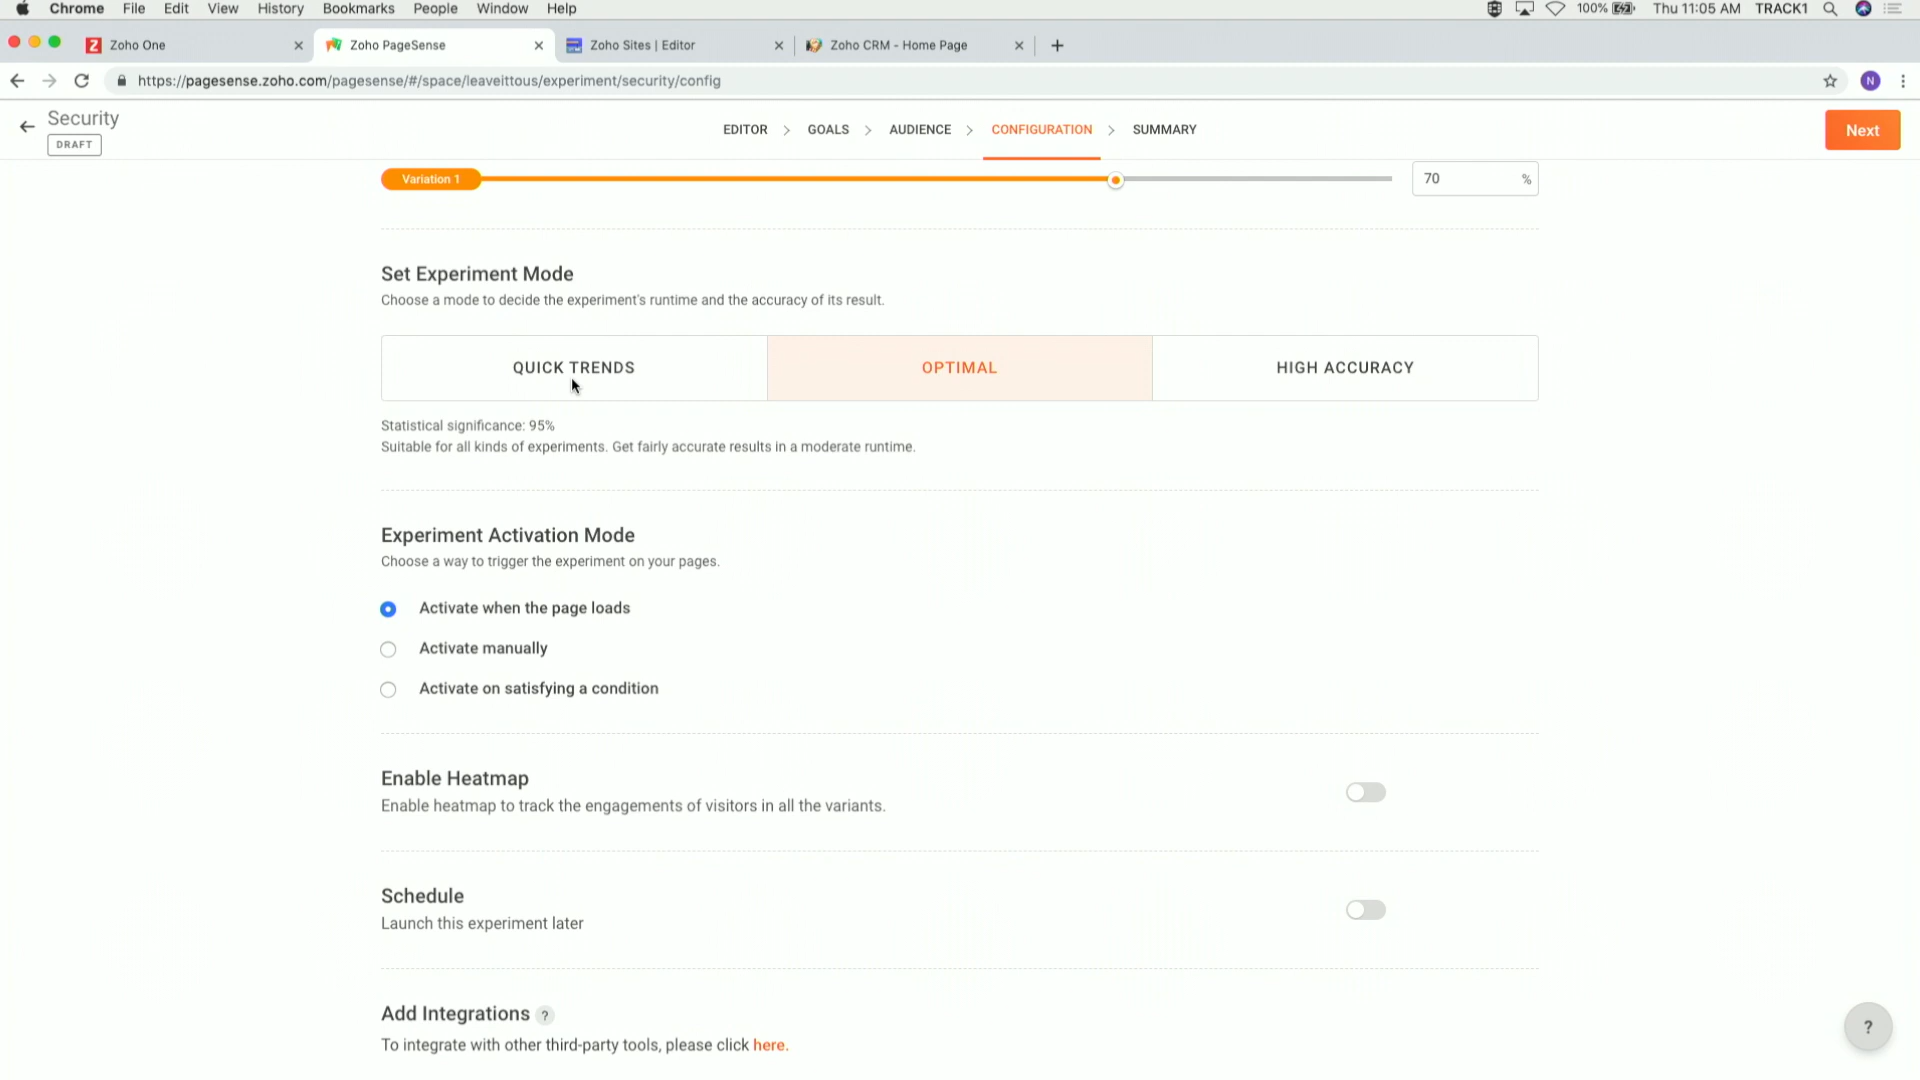 Chrome File Edit View History Bookmarks People Window Help 100% Thu 11:05 AM TRACK1
Zoho One Zoho PageSense Zoho Sites | Editor Zoho CRM - Home Page
https://pagesense.zoho.com/pagesense/#/space/leaveittous/experiment/security/config N
Security
DRAFT
EDITOR GOALS AUDIENCE CONFIGURATION SUMMARY
Next
Variation 1 70 %
Set Experiment Mode
Choose a mode to decide the experiment's runtime and the accuracy of its result.
QUICK TRENDS OPTIMAL HIGH ACCURACY
Statistical significance: 95%
Suitable for all kinds of experiments. Get fairly accurate results in a moderate runtime.
Experiment Activation Mode
Choose a way to trigger the experiment on your pages.
Activate when the page loads
Activate manually
Activate on satisfying a condition
Enable Heatmap
Enable heatmap to track the engagements of visitors in all the variants.
Schedule
Launch this experiment later
Add Integrations ?
To integrate with other third-party tools, please click here.
?